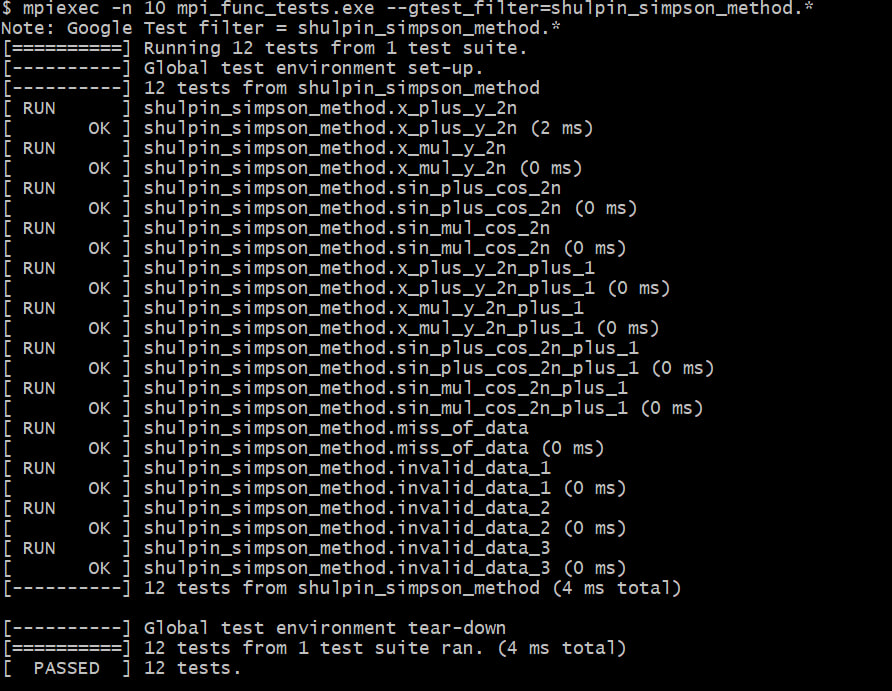 $ mpiexec -n 10 mpi_func_tests.exe --gtest_filter=shulpin_simpson_method.*
Note: Google Test filter = shulpin_simpson_method.*
[==========] Running 12 tests from 1 test suite.
[----------] Global test environment set-up.
[----------] 12 tests from shulpin_simpson_method
[ RUN      ] shulpin_simpson_method.x_plus_y_2n
[       OK ] shulpin_simpson_method.x_plus_y_2n (2 ms)
[ RUN      ] shulpin_simpson_method.x_mul_y_2n
[       OK ] shulpin_simpson_method.x_mul_y_2n (0 ms)
[ RUN      ] shulpin_simpson_method.sin_plus_cos_2n
[       OK ] shulpin_simpson_method.sin_plus_cos_2n (0 ms)
[ RUN      ] shulpin_simpson_method.sin_mul_cos_2n
[       OK ] shulpin_simpson_method.sin_mul_cos_2n (0 ms)
[ RUN      ] shulpin_simpson_method.x_plus_y_2n_plus_1
[       OK ] shulpin_simpson_method.x_plus_y_2n_plus_1 (0 ms)
[ RUN      ] shulpin_simpson_method.x_mul_y_2n_plus_1
[       OK ] shulpin_simpson_method.x_mul_y_2n_plus_1 (0 ms)
[ RUN      ] shulpin_simpson_method.sin_plus_cos_2n_plus_1
[       OK ] shulpin_simpson_method.sin_plus_cos_2n_plus_1 (0 ms)
[ RUN      ] shulpin_simpson_method.sin_mul_cos_2n_plus_1
[       OK ] shulpin_simpson_method.sin_mul_cos_2n_plus_1 (0 ms)
[ RUN      ] shulpin_simpson_method.miss_of_data
[       OK ] shulpin_simpson_method.miss_of_data (0 ms)
[ RUN      ] shulpin_simpson_method.invalid_data_1
[       OK ] shulpin_simpson_method.invalid_data_1 (0 ms)
[ RUN      ] shulpin_simpson_method.invalid_data_2
[       OK ] shulpin_simpson_method.invalid_data_2 (0 ms)
[ RUN      ] shulpin_simpson_method.invalid_data_3
[       OK ] shulpin_simpson_method.invalid_data_3 (0 ms)
[----------] 12 tests from shulpin_simpson_method (4 ms total)
[----------] Global test environment tear-down
[==========] 12 tests from 1 test suite ran. (4 ms total)
[  PASSED  ] 12 tests.